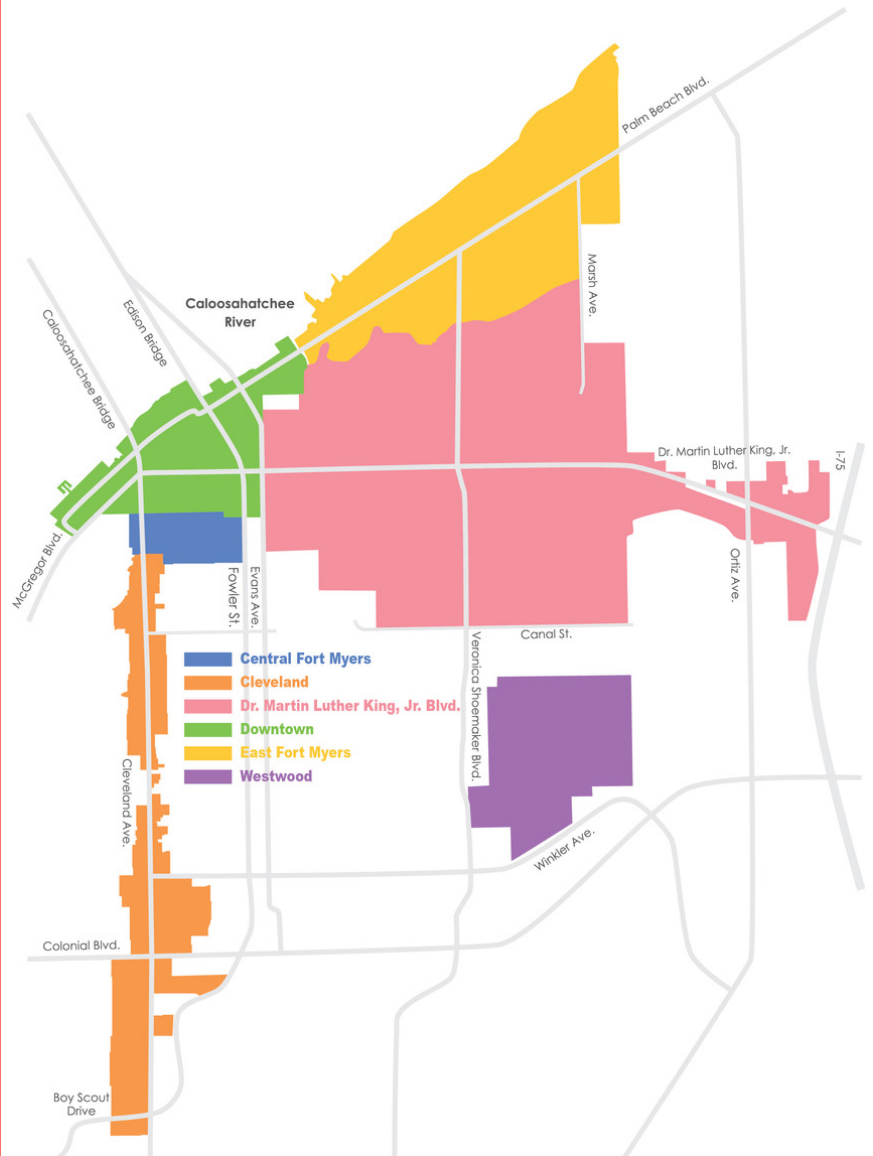 Palm Beach Blvd.
Marsh Ave.
Caloosahatchee
River
Edison Bridge
Caloosahatchee Bridge
Dr. Martin Luther King, Jr.
Blvd.
I-75
McGregor Blvd.
Fowler St.
Evans Ave.
Ortiz Ave.
Canal St.
Central Fort Myers
Cleveland
Dr. Martin Luther King, Jr. Blvd.
Downtown
East Fort Myers
Westwood
Veronica Shoemaker Blvd.
Cleveland Ave.
Winkler Ave.
Colonial Blvd.
Boy Scout
Drive